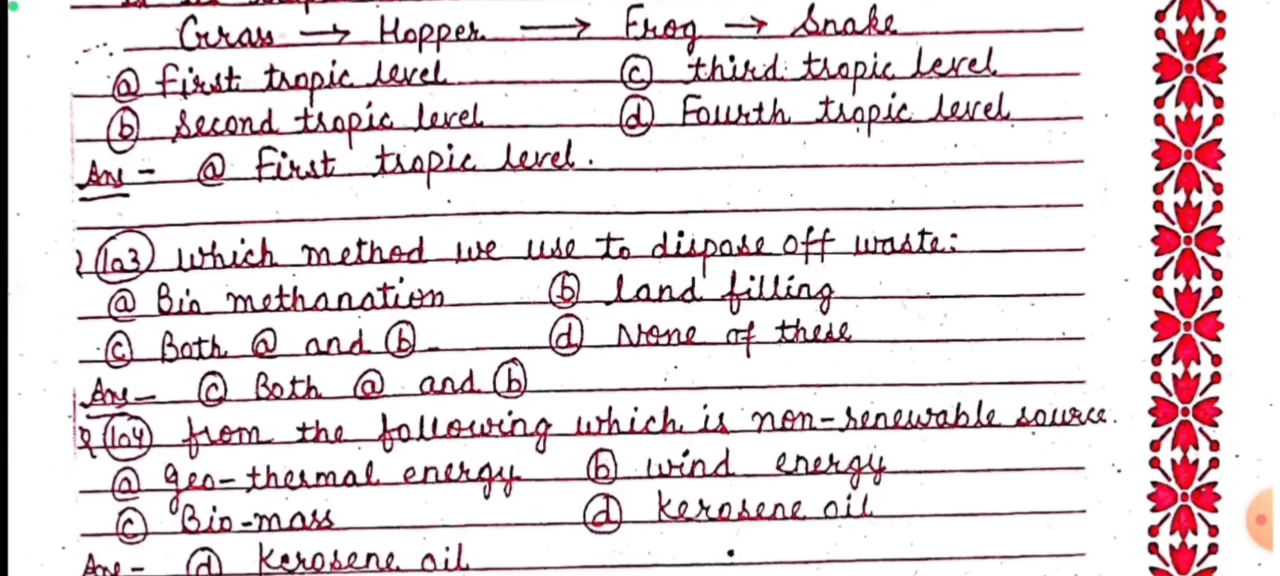 Grass → Hopper → Frog → Snake
ⓐ First tropic level ⓒ third tropic level
ⓑ Second tropic level ⓓ Fourth tropic level
Ans - ⓐ First tropic level.
Q 103 Which method we use to dispose off waste:
ⓐ Bio methanation ⓑ land filling
ⓒ Both ⓐ and ⓑ ⓓ None of these
Ans- ⓒ Both ⓐ and ⓑ
Q 104 from the following which is non-renewable source.
ⓐ geo-thermal energy ⓑ wind energy
ⓒ Bio-mass ⓓ kerosene oil
Ans- ⓓ kerosene oil